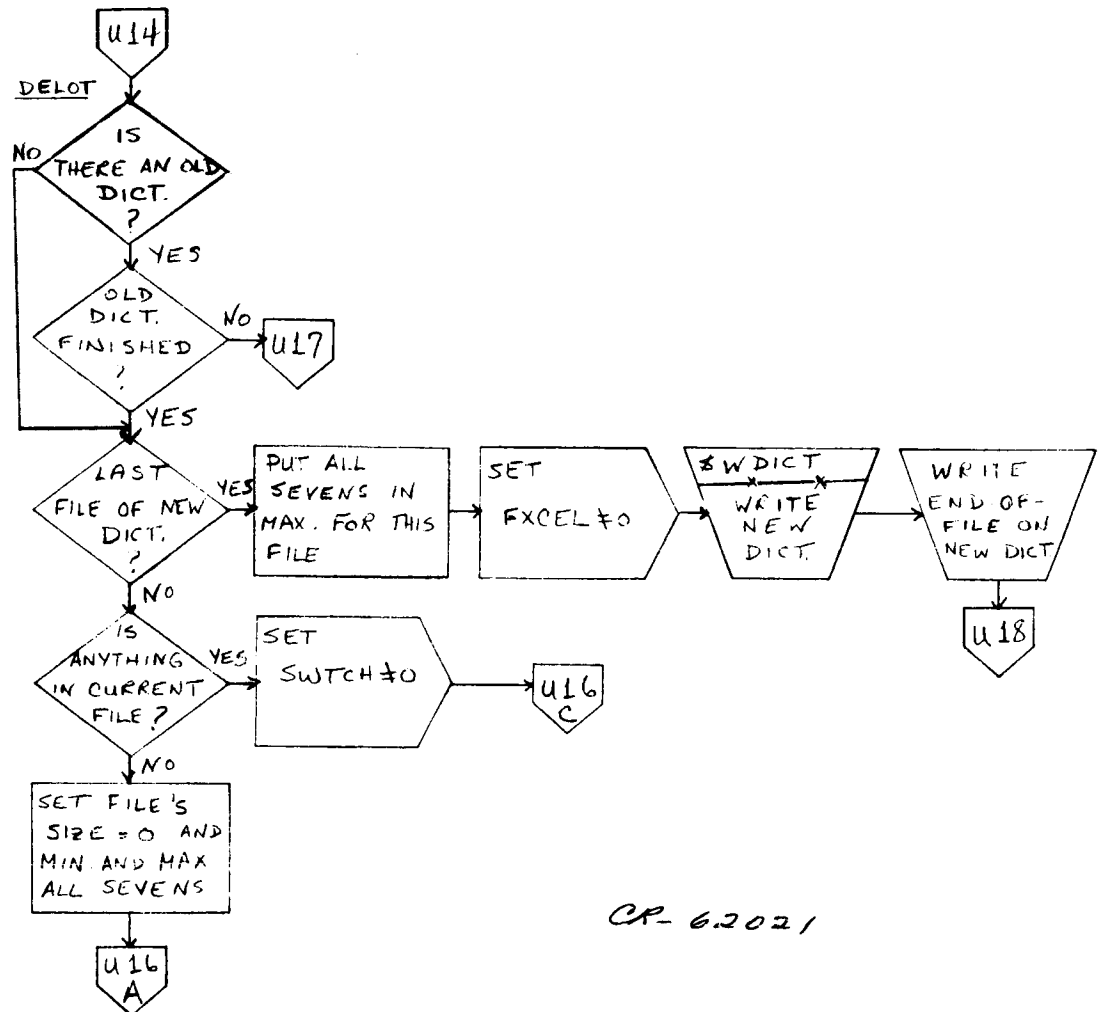 U14
DELOT
IS
THERE AN OLD
DICT.
?
NO
YES
OLD
DICT.
FINISHED
?
NO
U17
YES
LAST
FILE OF NEW
DICT.
?
YES
PUT ALL
SEVENS IN
MAX. FOR THIS
FILE
SET
FXCEL≠0
$WDICT
WRITE
NEW
DICT.
WRITE
END-OF-
FILE ON
NEW DICT
U18
NO
IS
ANYTHING
IN CURRENT
FILE?
YES
SET
SWTCH≠0
U16
C
NO
SET FILE'S
SIZE = 0 AND
MIN. AND MAX
ALL SEVENS
U16
A
CR-6.2021